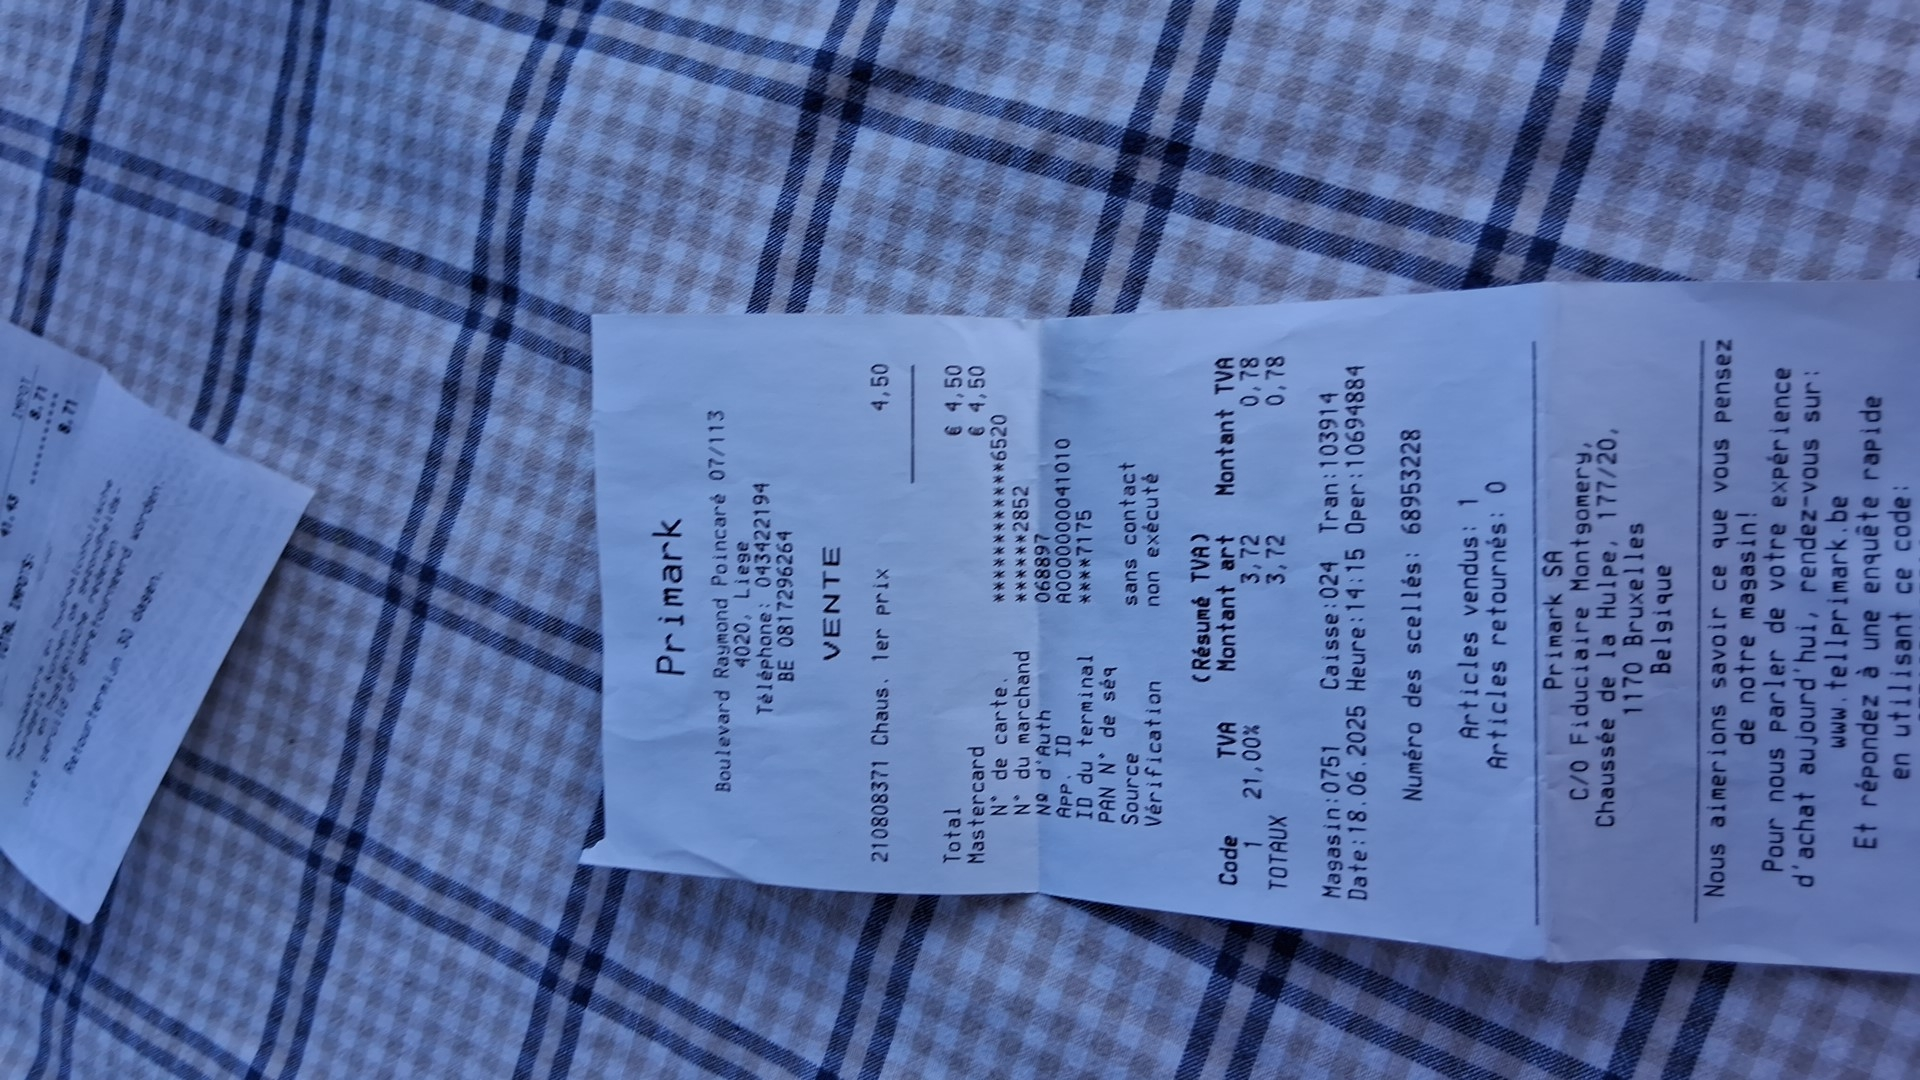 Primark
Boulevard Raymond Poincaré 07/113
4020, Liege
Téléphone: 043422194
BE 0817296264
VENTE
210808371 Chaus. 1er prix 4,50
Total € 4,50
Mastercard € 4,50
N° de carte. ************6520
N° du marchand *****2852
Nº d'Auth 068897
App. ID A0000000041010
ID du terminal ****7175
PAN N° de séq
Source sans contact
Vérification non exécuté
(Résumé TVA)
Code TVA Montant art Montant TVA
1 21,00% 3,72 0,78
TOTAUX 3,72 0,78
Magasin:0751 Caisse:024 Tran:103914
Date:18.06.2025 Heure:14:15 Oper:10694884
Numéro des scellés: 68953228
Articles vendus: 1
Articles retournés: 0
Primark SA
C/O Fiduciaire Montgomery,
Chaussée de la Hulpe, 177/20,
1170 Bruxelles
Belgique
Nous aimerions savoir ce que vous pensez
de notre magasin!
Pour nous parler de votre expérience
d'achat aujourd'hui, rendez-vous sur:
www.tellprimark.be
Et répondez à une enquête rapide
en utilisant ce code:
8.71
8.71
Retourtermijn 30 dagen.